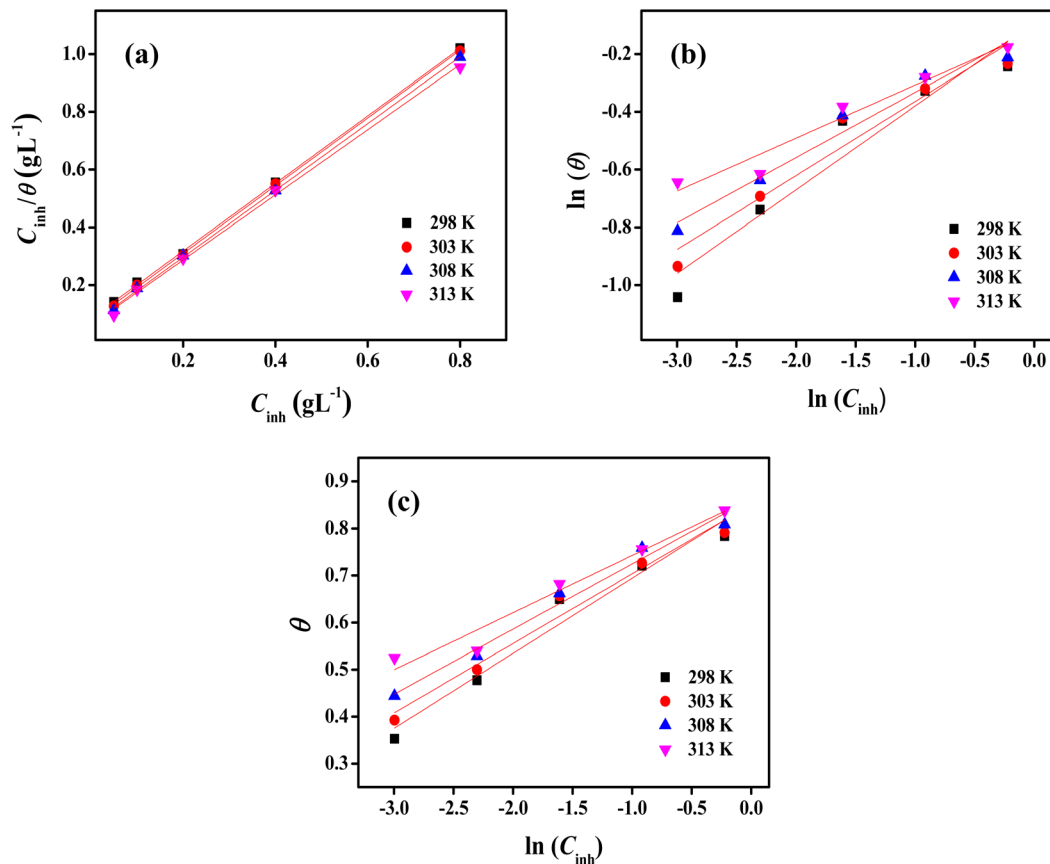 (a)
1.0
0.8
0.6
0.4
0.2
C_inh/θ (gL⁻¹)
298 K
303 K
308 K
313 K
0.2
0.4
0.6
0.8
C_inh (gL⁻¹)
(b)
-0.2
-0.4
-0.6
-0.8
-1.0
ln (θ)
298 K
303 K
308 K
313 K
-3.0
-2.5
-2.0
-1.5
-1.0
-0.5
0.0
ln (C_inh)
(c)
0.9
0.8
0.7
0.6
0.5
0.4
0.3
θ
298 K
303 K
308 K
313 K
-3.0
-2.5
-2.0
-1.5
-1.0
-0.5
0.0
ln (C_inh)